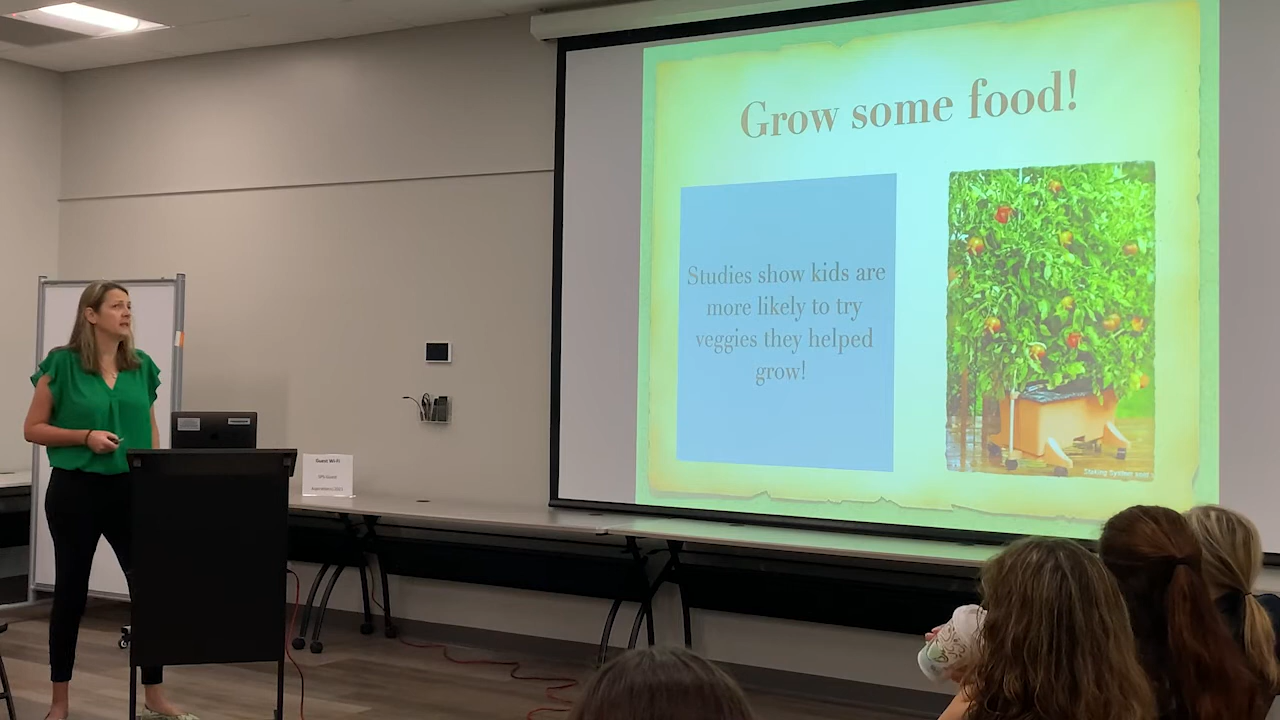 Grow some food!
Studies show kids are
more likely to try
veggies they helped
grow!
Guest Wi-Fi